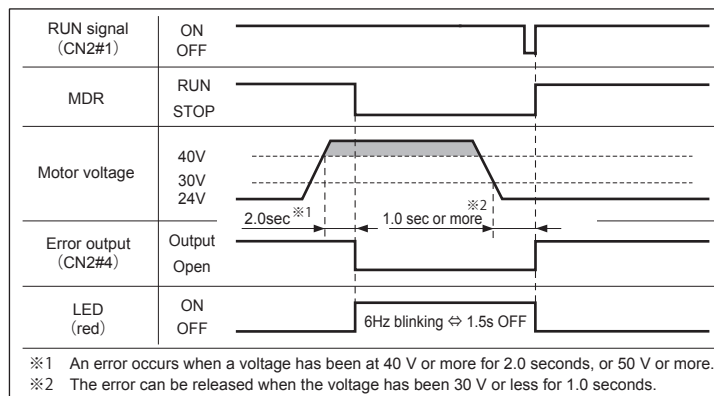 RUN signal
（CN2#1）
ON
OFF
MDR
RUN
STOP
Motor voltage
40V
30V
24V
2.0sec ※1
1.0 sec or more ※2
Error output
（CN2#4）
Output
Open
LED
（red）
ON
OFF
6Hz blinking ⇔ 1.5s OFF
※1 An error occurs when a voltage has been at 40 V or more for 2.0 seconds, or 50 V or more.
※2 The error can be released when the voltage has been 30 V or less for 1.0 seconds.